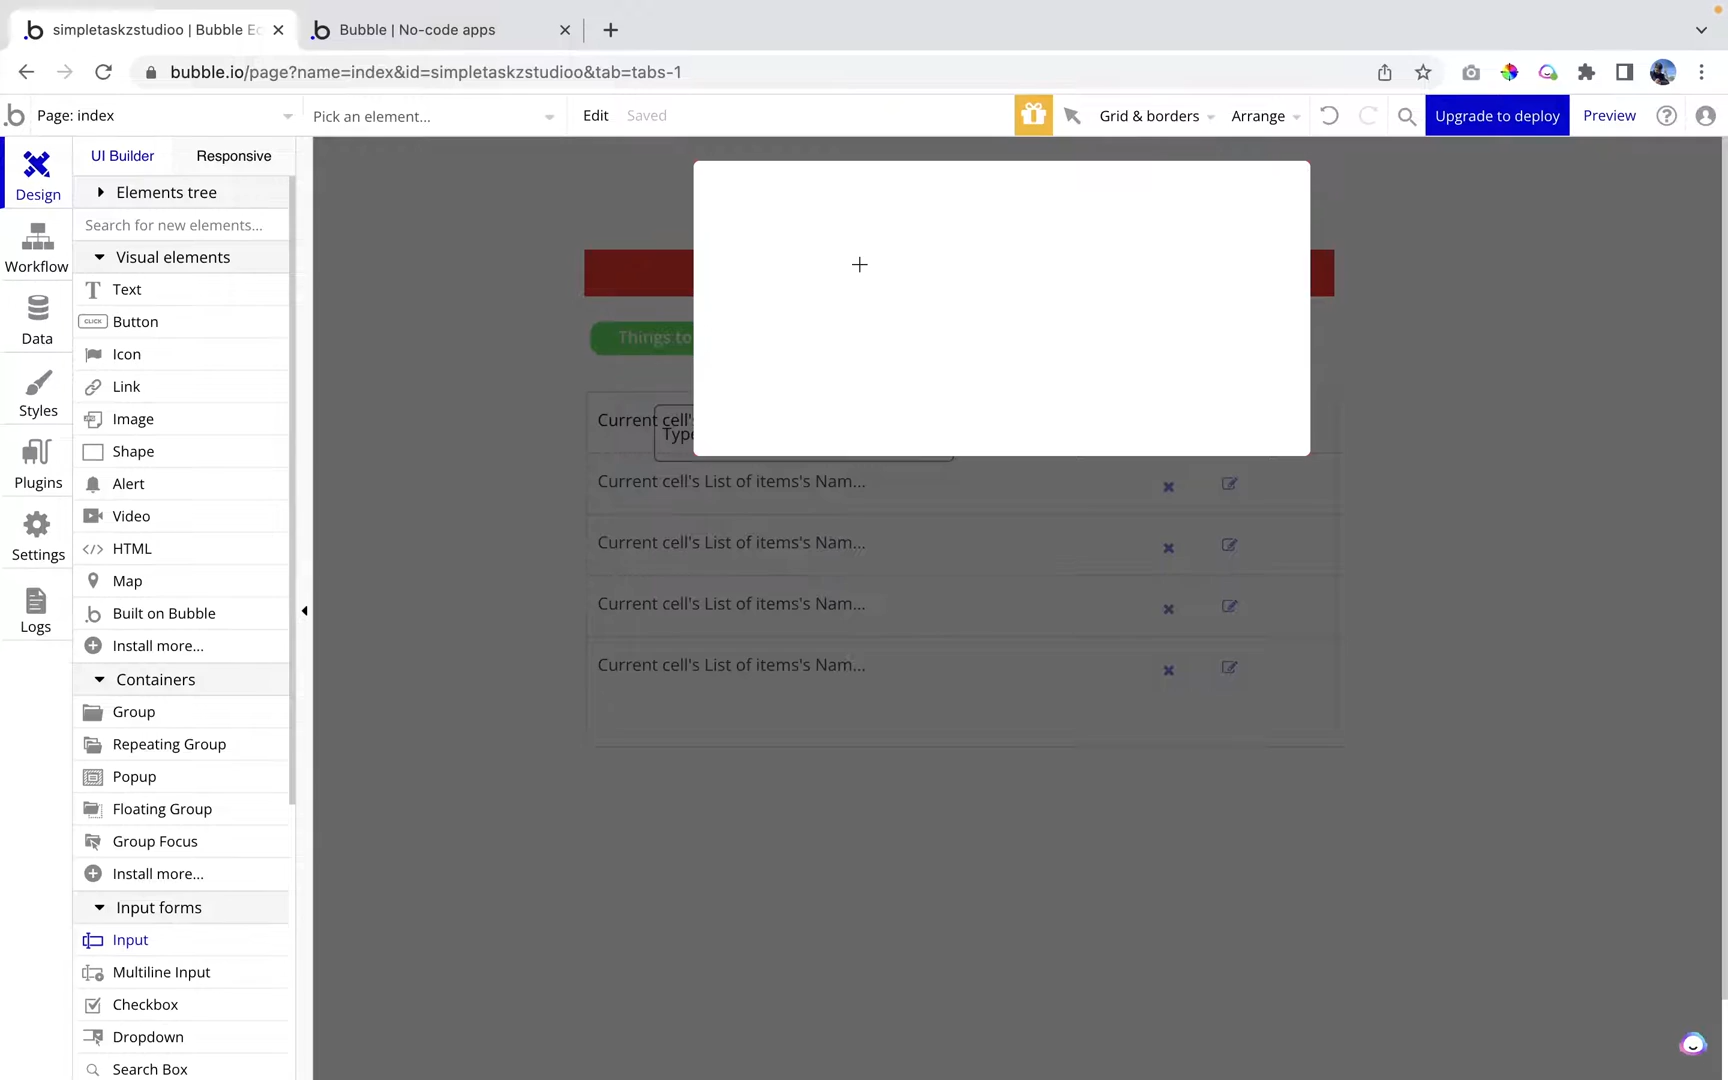 simpletaskzstudioo | Bubble Ec
Bubble | No-code apps
bubble.io/page?name=index&id=simpletaskzstudioo&tab=tabs-1
Page: index
Pick an element...
Edit
Saved
Grid & borders
Arrange
Upgrade to deploy
Preview
UI Builder
Responsive
Design
Elements tree
Search for new elements...
Workflow
Visual elements
Text
CLICK
Button
Data
Icon
Link
Styles
Image
Shape
Plugins
Alert
Video
Settings
HTML
Map
Logs
Built on Bubble
Install more...
Containers
Group
Repeating Group
Popup
Floating Group
Group Focus
Install more...
Input forms
Input
Multiline Input
Checkbox
Dropdown
Search Box
Things to
Current cell's
Type
Current cell's List of items's Nam...
Current cell's List of items's Nam...
Current cell's List of items's Nam...
Current cell's List of items's Nam...